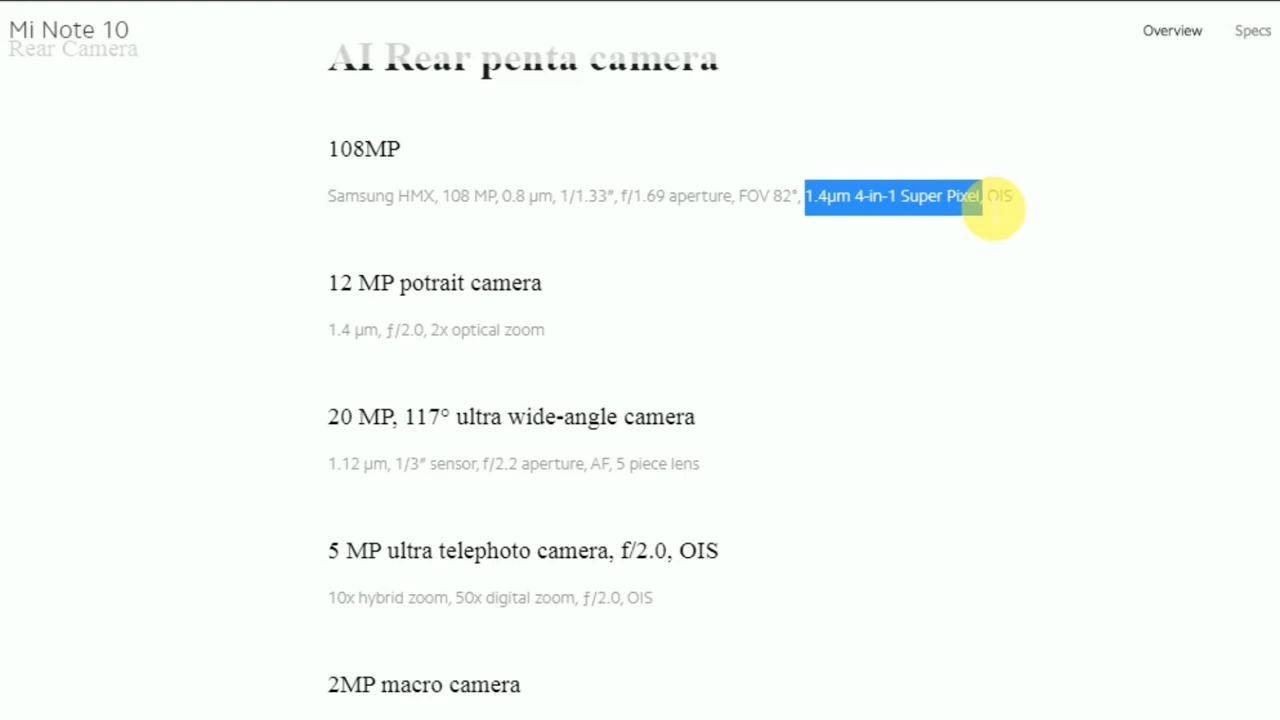 Mi Note 10
Overview
Specs
Rear Camera
AI Rear penta camera
108MP
Samsung HMX, 108 MP, 0.8 μm, 1/1.33″, f/1.69 aperture, FOV 82°, 1.4μm 4-in-1 Super Pixel, OIS
12 MP potrait camera
1.4 μm, ƒ/2.0, 2x optical zoom
20 MP, 117° ultra wide-angle camera
1.12 μm, 1/3″ sensor, f/2.2 aperture, AF, 5 piece lens
5 MP ultra telephoto camera, f/2.0, OIS
10x hybrid zoom, 50x digital zoom, ƒ/2.0, OIS
2MP macro camera